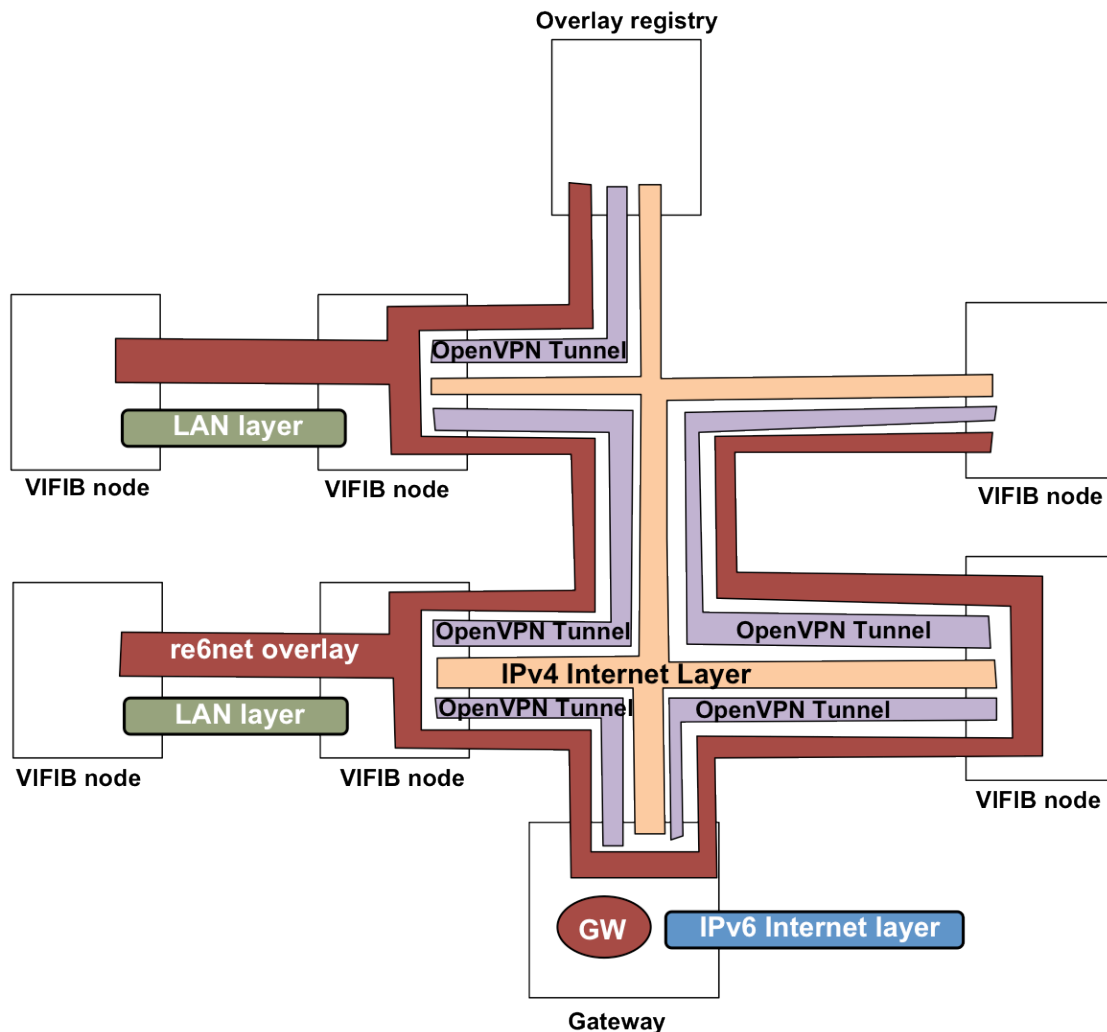 Overlay registry
OpenVPN Tunnel
LAN layer
VIFIB node
VIFIB node
VIFIB node
OpenVPN Tunnel
OpenVPN Tunnel
re6net overlay
IPv4 Internet Layer
LAN layer
OpenVPN Tunnel
OpenVPN Tunnel
VIFIB node
VIFIB node
VIFIB node
GW
IPv6 Internet layer
Gateway